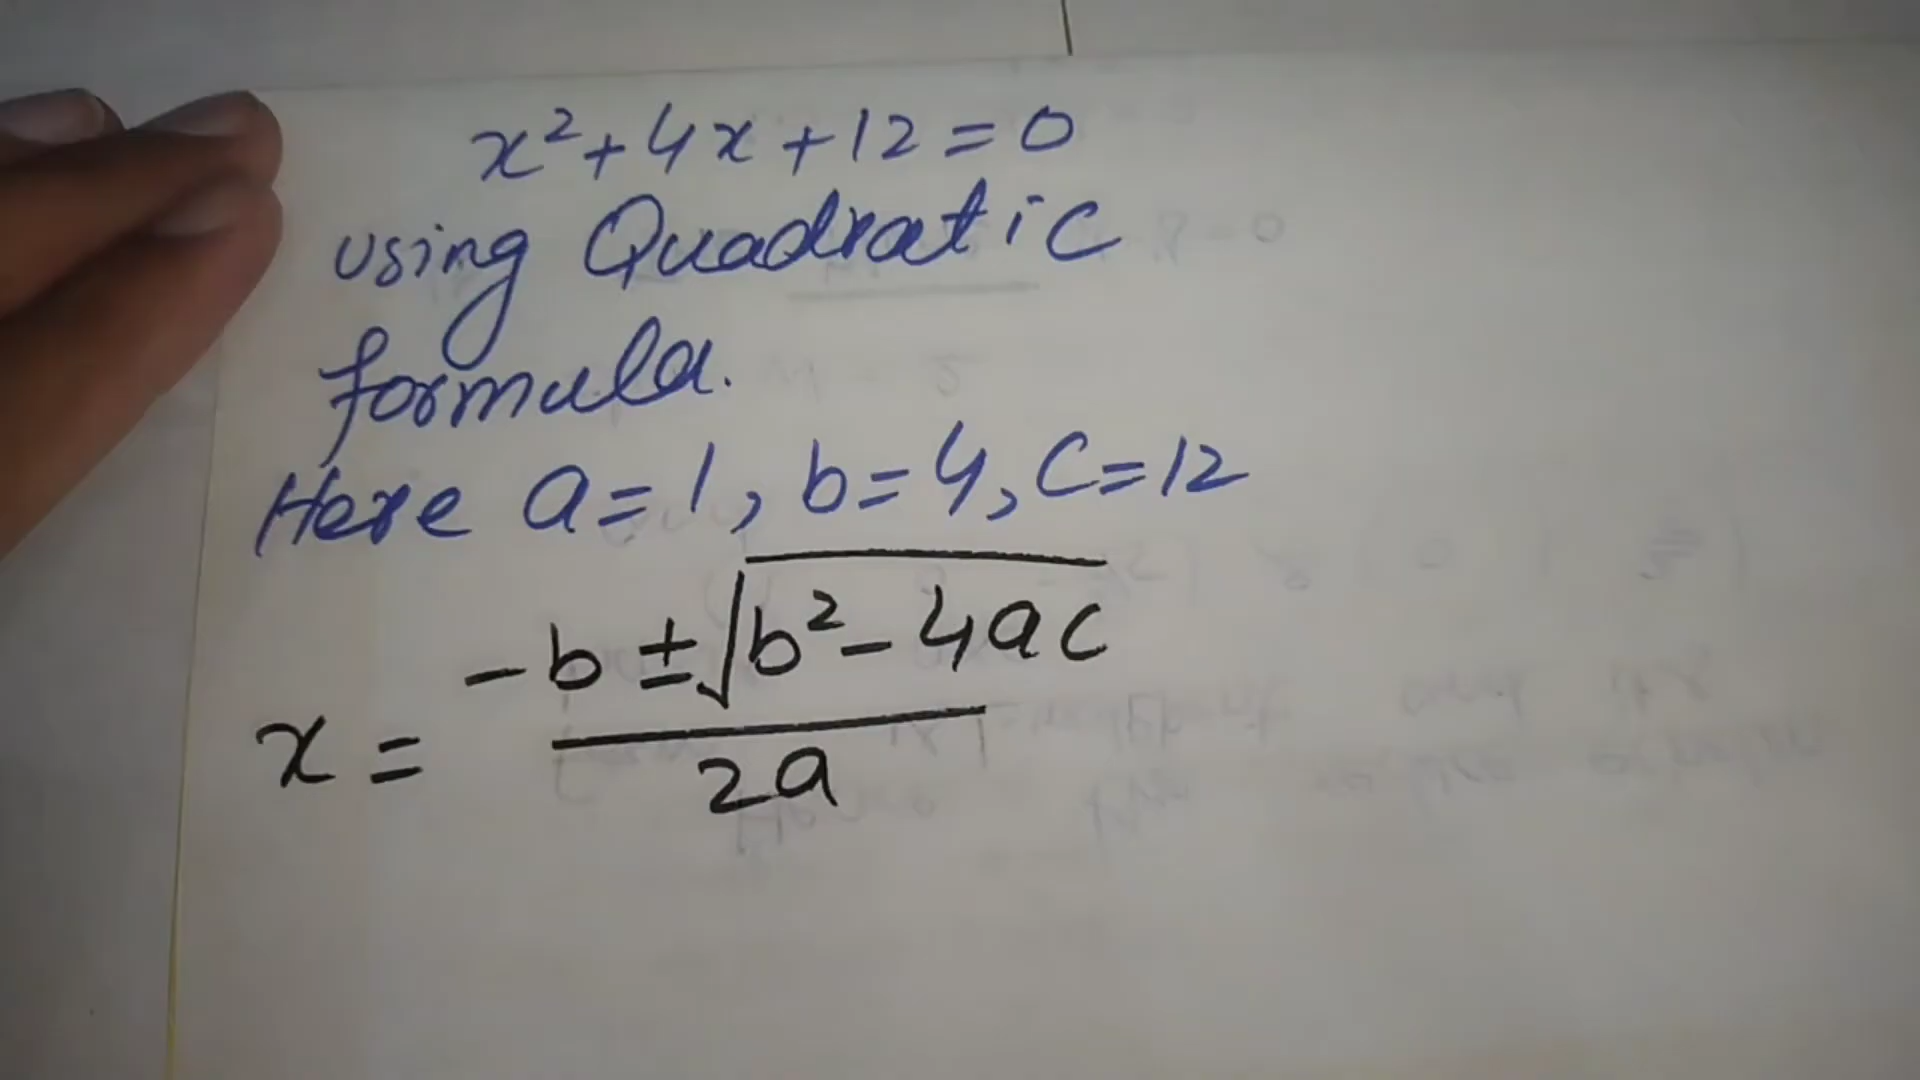 x²+4x+12=0
using Quadratic
formula.
Here a=1, b=4, c=12
x = (-b ± √(b²-4ac)) / 2a